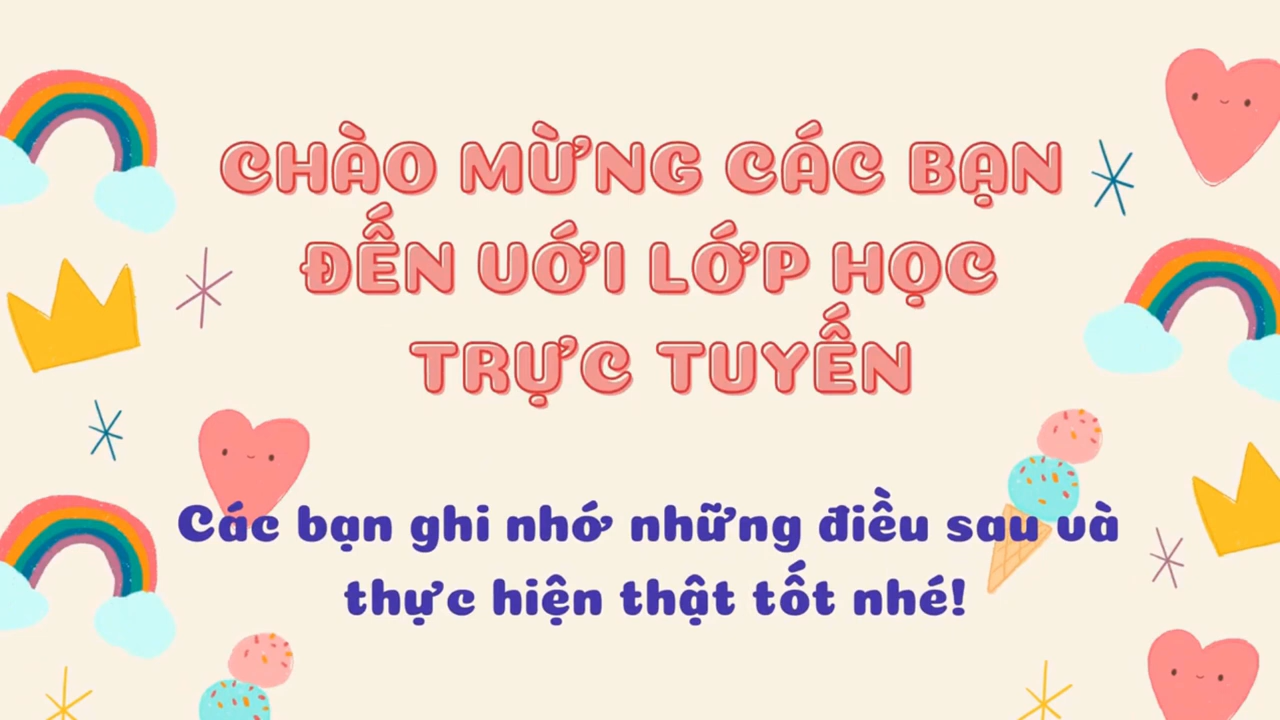 CHÀO MỪNG CÁC BẠN
ĐẾN VỚI LỚP HỌC
TRỰC TUYẾN
Các bạn ghi nhớ những điều sau và
thực hiện thật tốt nhé!